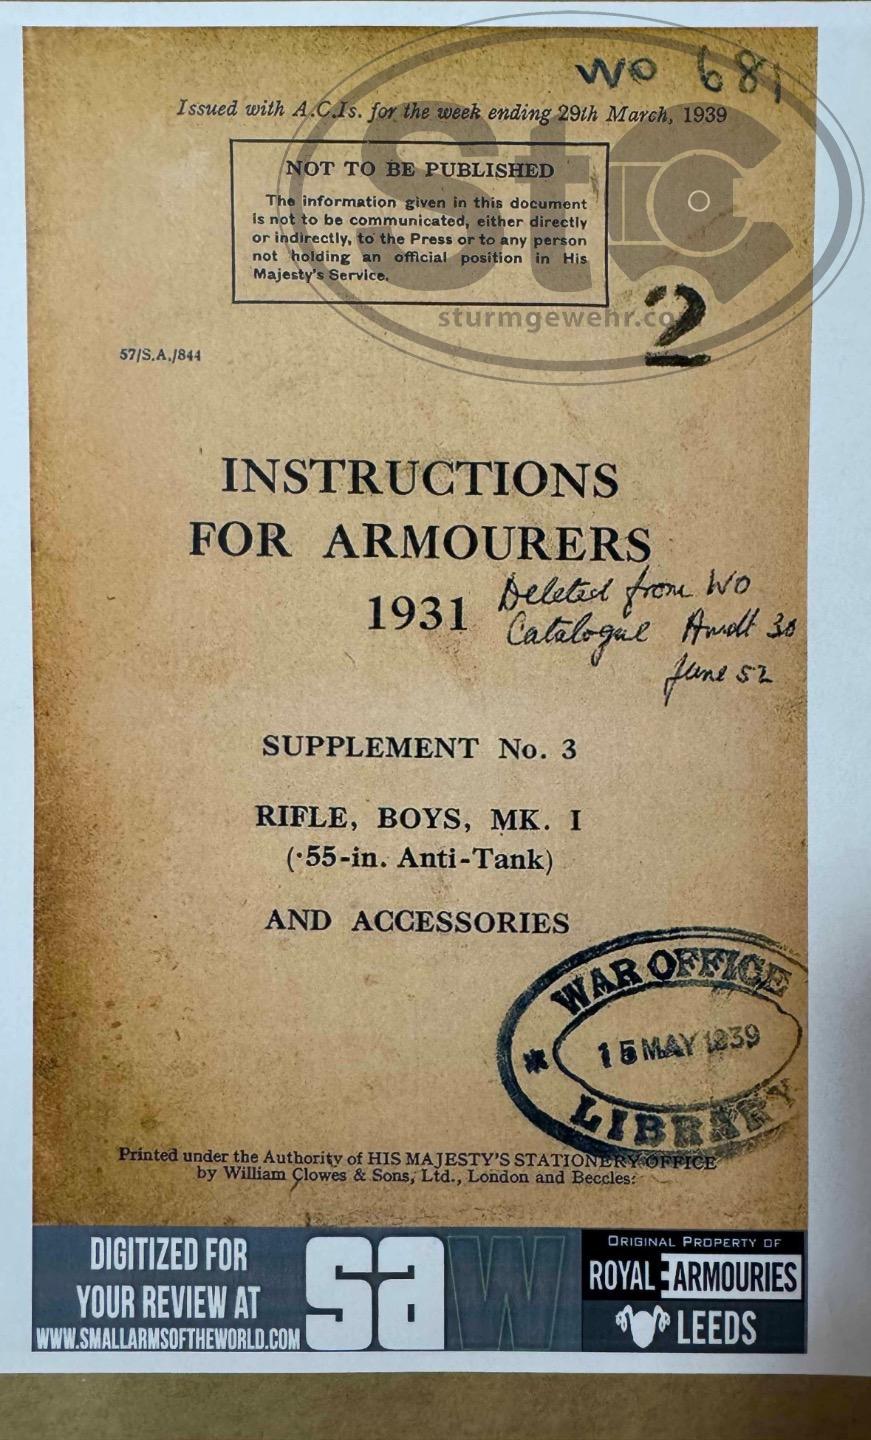 WO 681
Issued with A.C.Is. for the week ending 29th March, 1939
NOT TO BE PUBLISHED
The information given in this document
is not to be communicated, either directly
or indirectly, to the Press or to any person
not holding an official position in His
Majesty's Service.
StG
sturmgewehr.co
2
57/S.A./844
INSTRUCTIONS
FOR ARMOURERS
1931
Deleted from WO
Catalogue Amdt 30
June 52
SUPPLEMENT No. 3
RIFLE, BOYS, MK. I
(·55-in. Anti-Tank)
AND ACCESSORIES
WAR OFFICE
15 MAY 1939
LIBRARY
Printed under the Authority of HIS MAJESTY'S STATIONERY OFFICE
by William Clowes & Sons, Ltd., London and Beccles.
DIGITIZED FOR
YOUR REVIEW AT
WWW.SMALLARMSOFTHEWORLD.COM
saw
ORIGINAL PROPERTY OF
ROYAL ARMOURIES
LEEDS